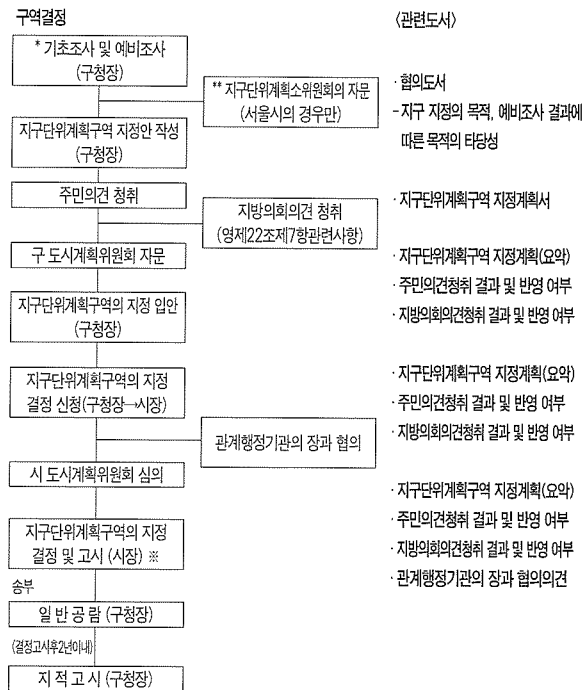 구역결정
* 기초조사 및 예비조사
(구청장)
** 지구단위계획소위원회의 자문
(서울시의 경우만)
지구단위계획구역 지정안 작성
(구청장)
주민의견 청취
지방의회의견 청취
(영제22조제7항관련사항)
구 도시계획위원회 자문
지구단위계획구역의 지정 입안
(구청장)
지구단위계획구역의 지정
결정 신청(구청장→시장)
관계행정기관의 장과 협의
시 도시계획위원회 심의
지구단위계획구역의 지정
결정 및 고시 (시장) ※
송부
일 반 공 람 (구청장)
(결정고시후2년이내)
지 적 고 시 (구청장)
〈관련도서〉
· 협의도서
- 지구 지정의 목적, 예비조사 결과에
따른 목적의 타당성
· 지구단위계획구역 지정계획서
· 지구단위계획구역 지정계획(요약)
· 주민의견청취 결과 및 반영 여부
· 지방의회의견청취 결과 및 반영 여부
· 지구단위계획구역 지정계획(요약)
· 주민의견청취 결과 및 반영 여부
· 지방의회의견청취 결과 및 반영 여부
· 지구단위계획구역 지정계획(요약)
· 주민의견청취 결과 및 반영 여부
· 지방의회의견청취 결과 및 반영 여부
· 관계행정기관의 장과 협의의견